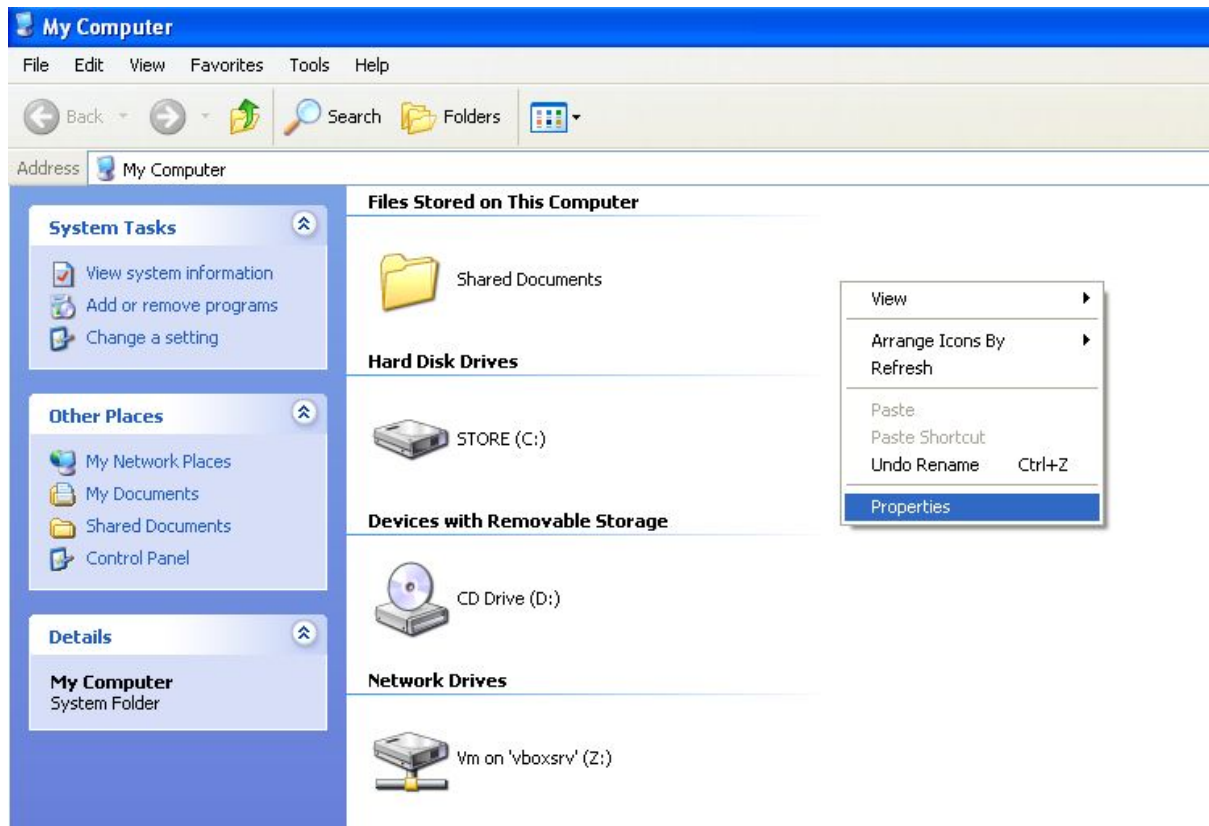 My Computer
File Edit View Favorites Tools Help
Back Search Folders
Address My Computer
System Tasks
View system information
Add or remove programs
Change a setting
Other Places
My Network Places
My Documents
Shared Documents
Control Panel
Details
My Computer
System Folder
Files Stored on This Computer
Shared Documents
Hard Disk Drives
STORE (C:)
Devices with Removable Storage
CD Drive (D:)
Network Drives
Vm on 'vboxsrv' (Z:)
View
Arrange Icons By
Refresh
Paste
Paste Shortcut
Undo Rename Ctrl+Z
Properties